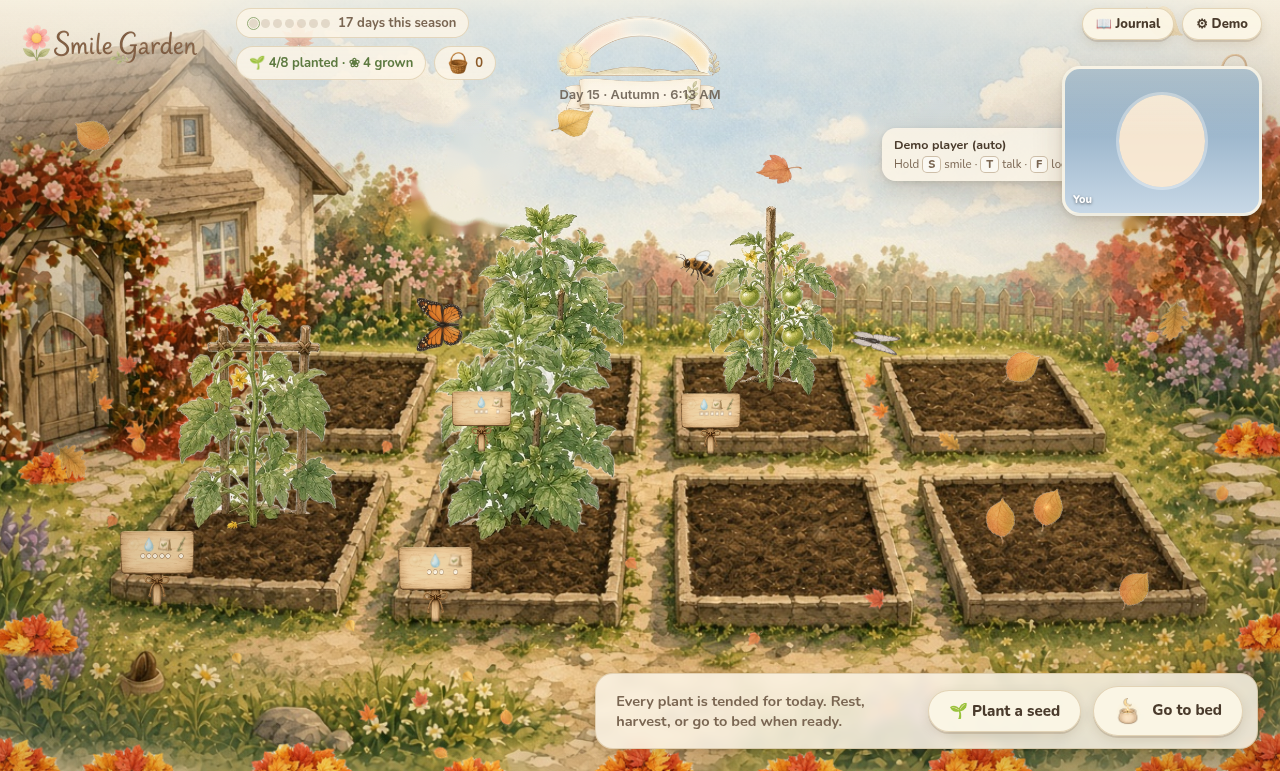 Smile Garden
17 days this season
4/8 planted · 4 grown
0
Day 15 · Autumn · 6:13 AM
Journal
Demo
Demo player (auto)
Hold S smile · T talk · F
You
Every plant is tended for today. Rest,
harvest, or go to bed when ready.
Plant a seed
Go to bed